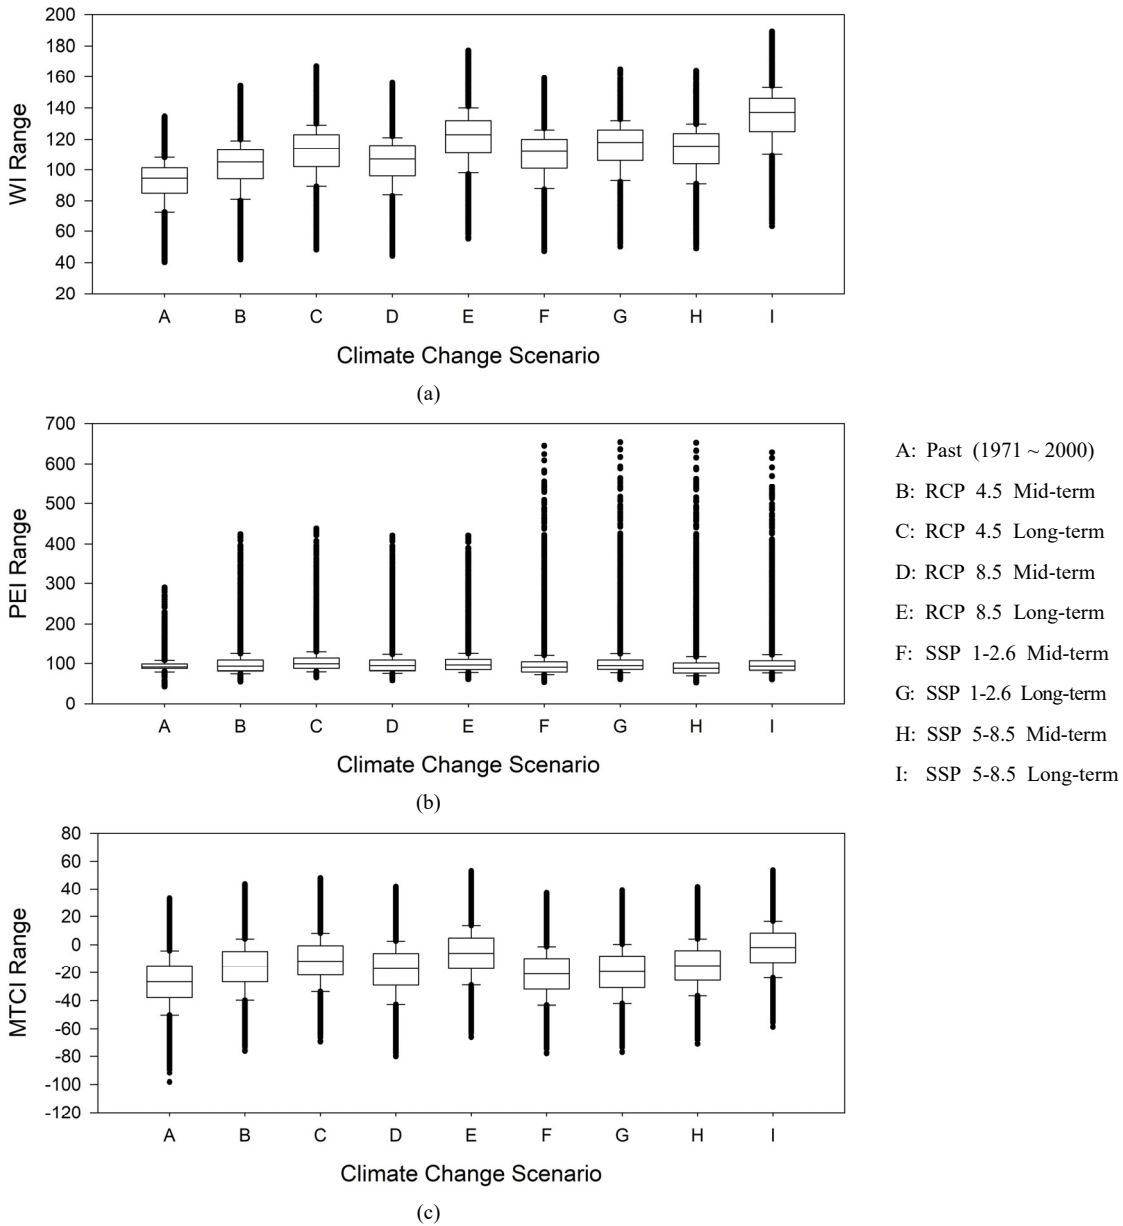 200
180
160
140
120
100
80
60
40
20
WI Range
A B C D E F G H I
Climate Change Scenario
(a)
700
600
500
400
300
200
100
0
PEI Range
A B C D E F G H I
Climate Change Scenario
(b)
A: Past (1971 ~ 2000)
B: RCP 4.5 Mid-term
C: RCP 4.5 Long-term
D: RCP 8.5 Mid-term
E: RCP 8.5 Long-term
F: SSP 1-2.6 Mid-term
G: SSP 1-2.6 Long-term
H: SSP 5-8.5 Mid-term
I: SSP 5-8.5 Long-term
80
60
40
20
0
-20
-40
-60
-80
-100
-120
MTCI Range
A B C D E F G H I
Climate Change Scenario
(c)